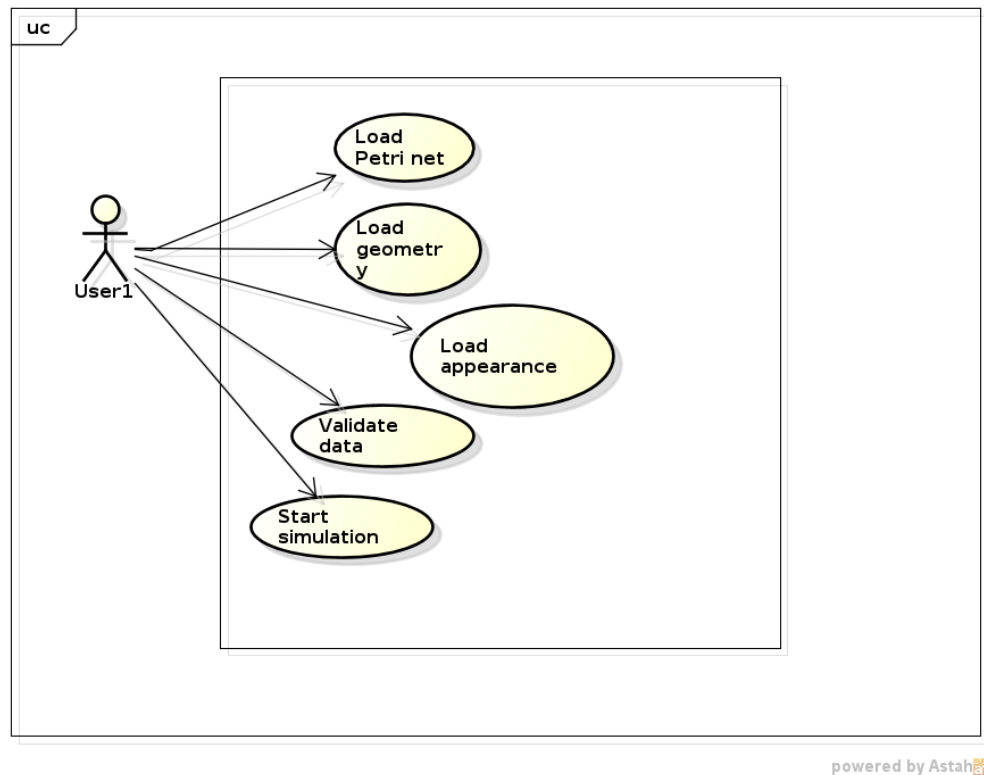 uc
Load
Petri net
Load
geometr
y
User1
Load
appearance
Validate
data
Start
simulation
powered by Astah